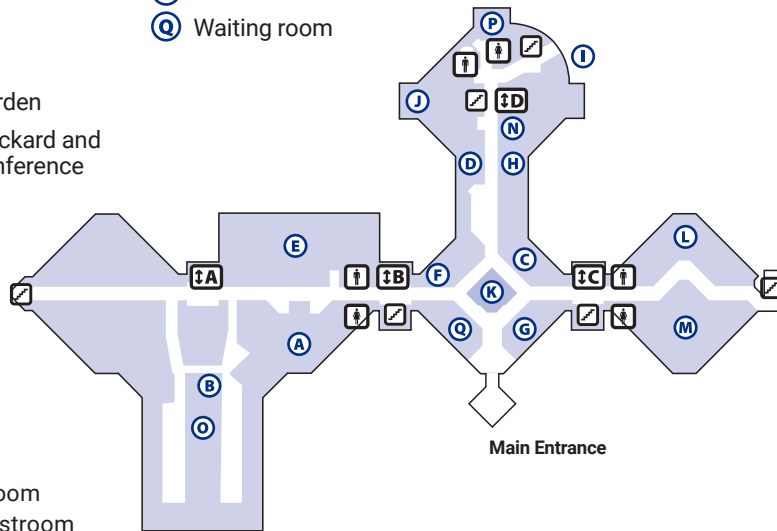 Q Waiting room
rden
ckard and
nference
P
I
J
D
N
D
H
L
E
C
A
B
F
C
K
Q
G
M
A
B
O
Main Entrance
oom
stroom